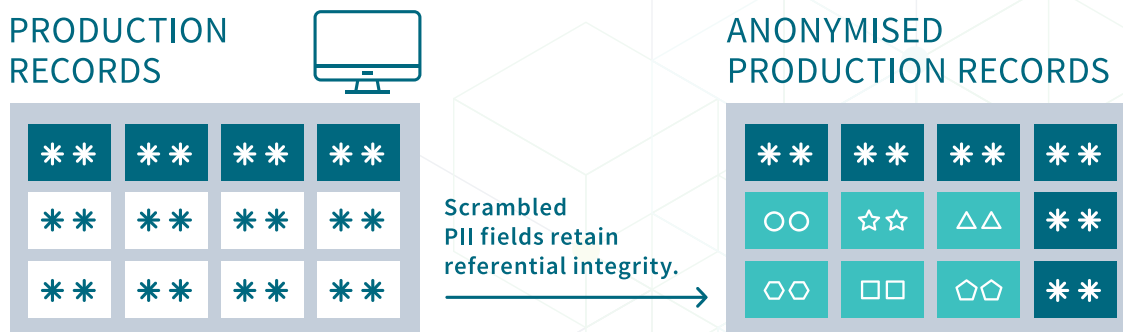 PRODUCTION
RECORDS
ANONYMISED
PRODUCTION RECORDS
Scrambled
PII fields retain
referential integrity.